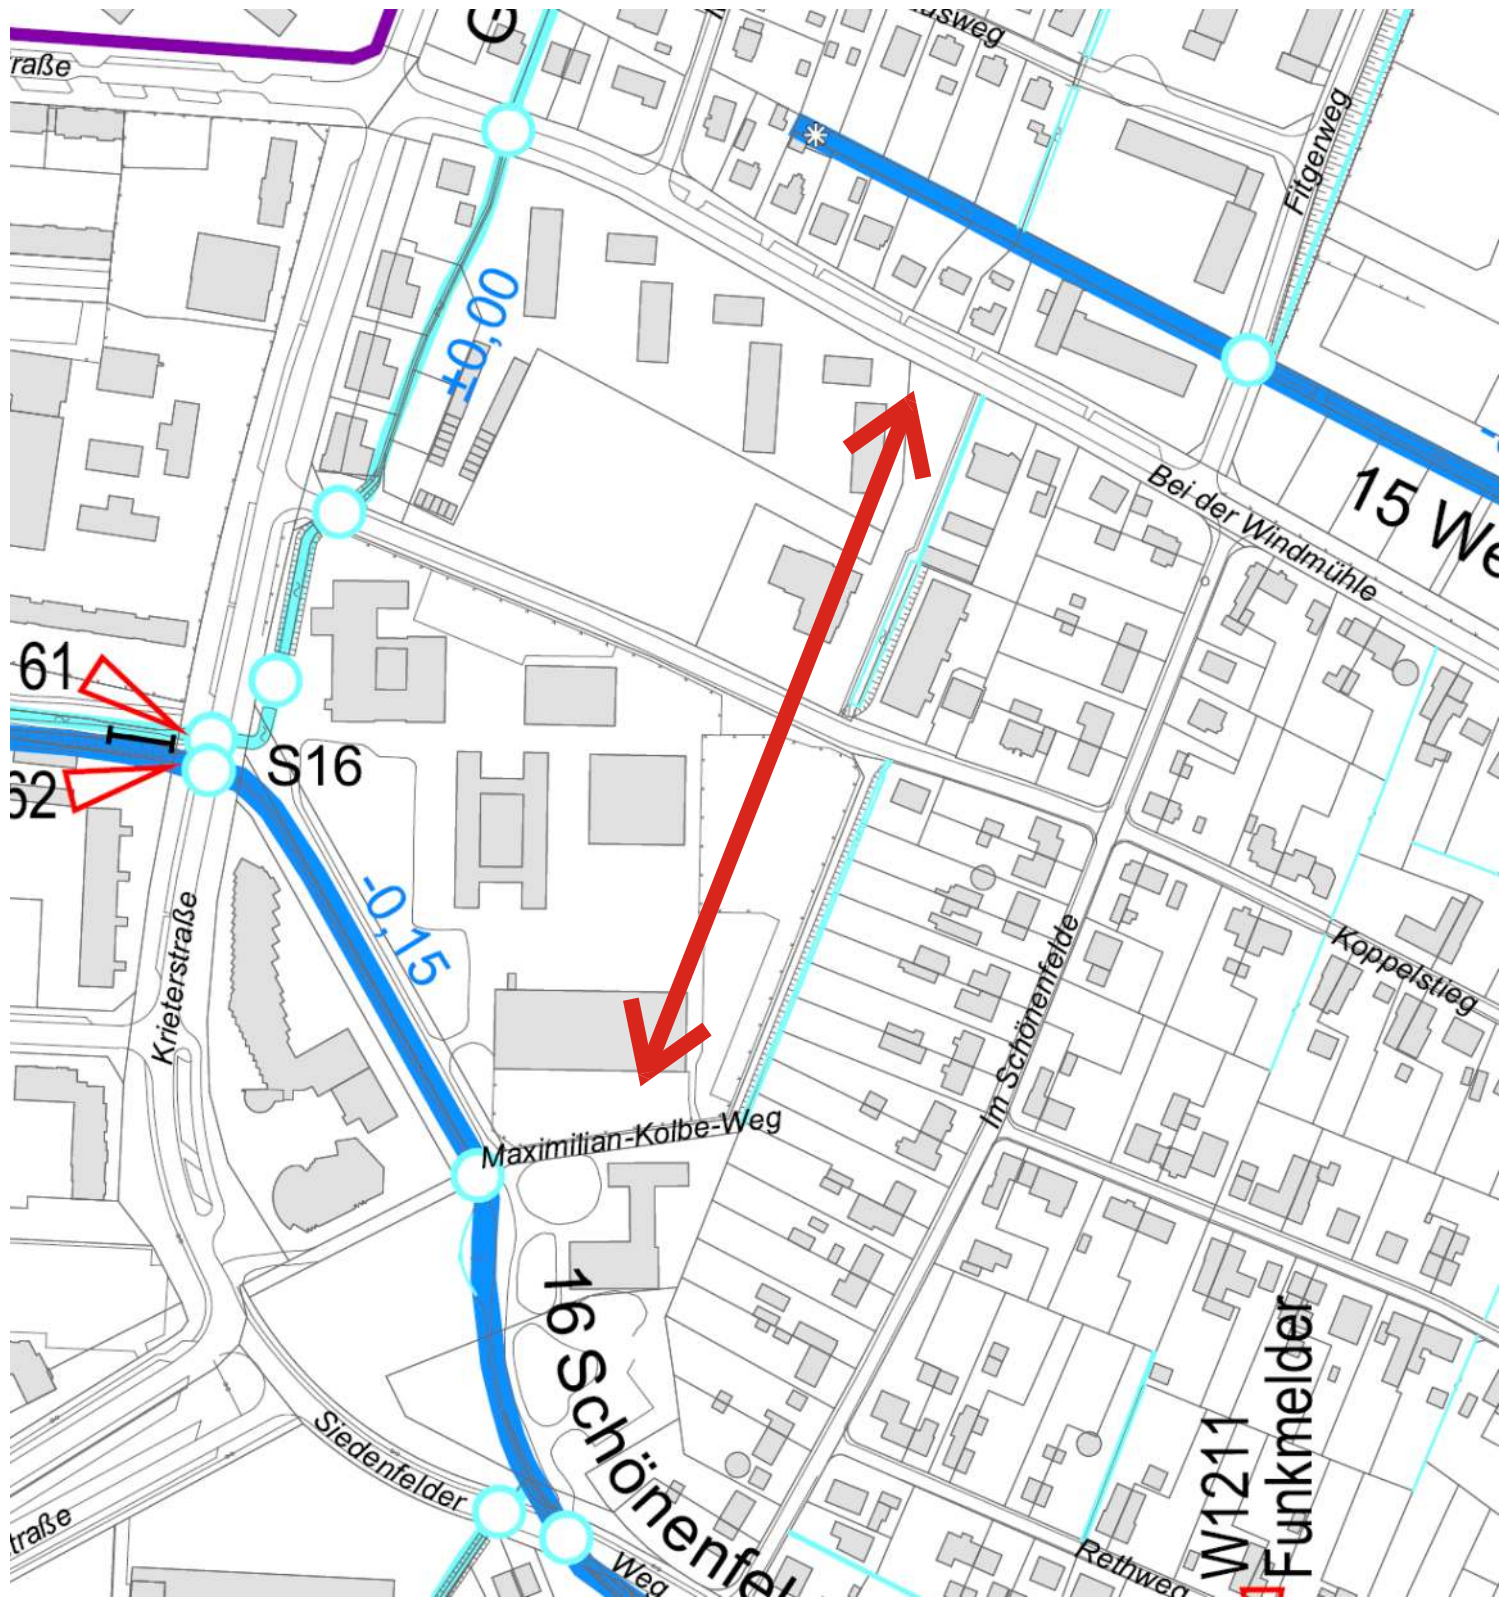 raße
G
usweg
Fitgerweg
±0,00
Bei der Windmühle
15 We
61
S16
62
-0,15
Krieterstraße
Im Schönenfelde
Koppelstieg
Maximilian-Kolbe-Weg
16 Schönenfel
Siedenfelder
Weg
traße
Rethweg
W1211
Funkmelder